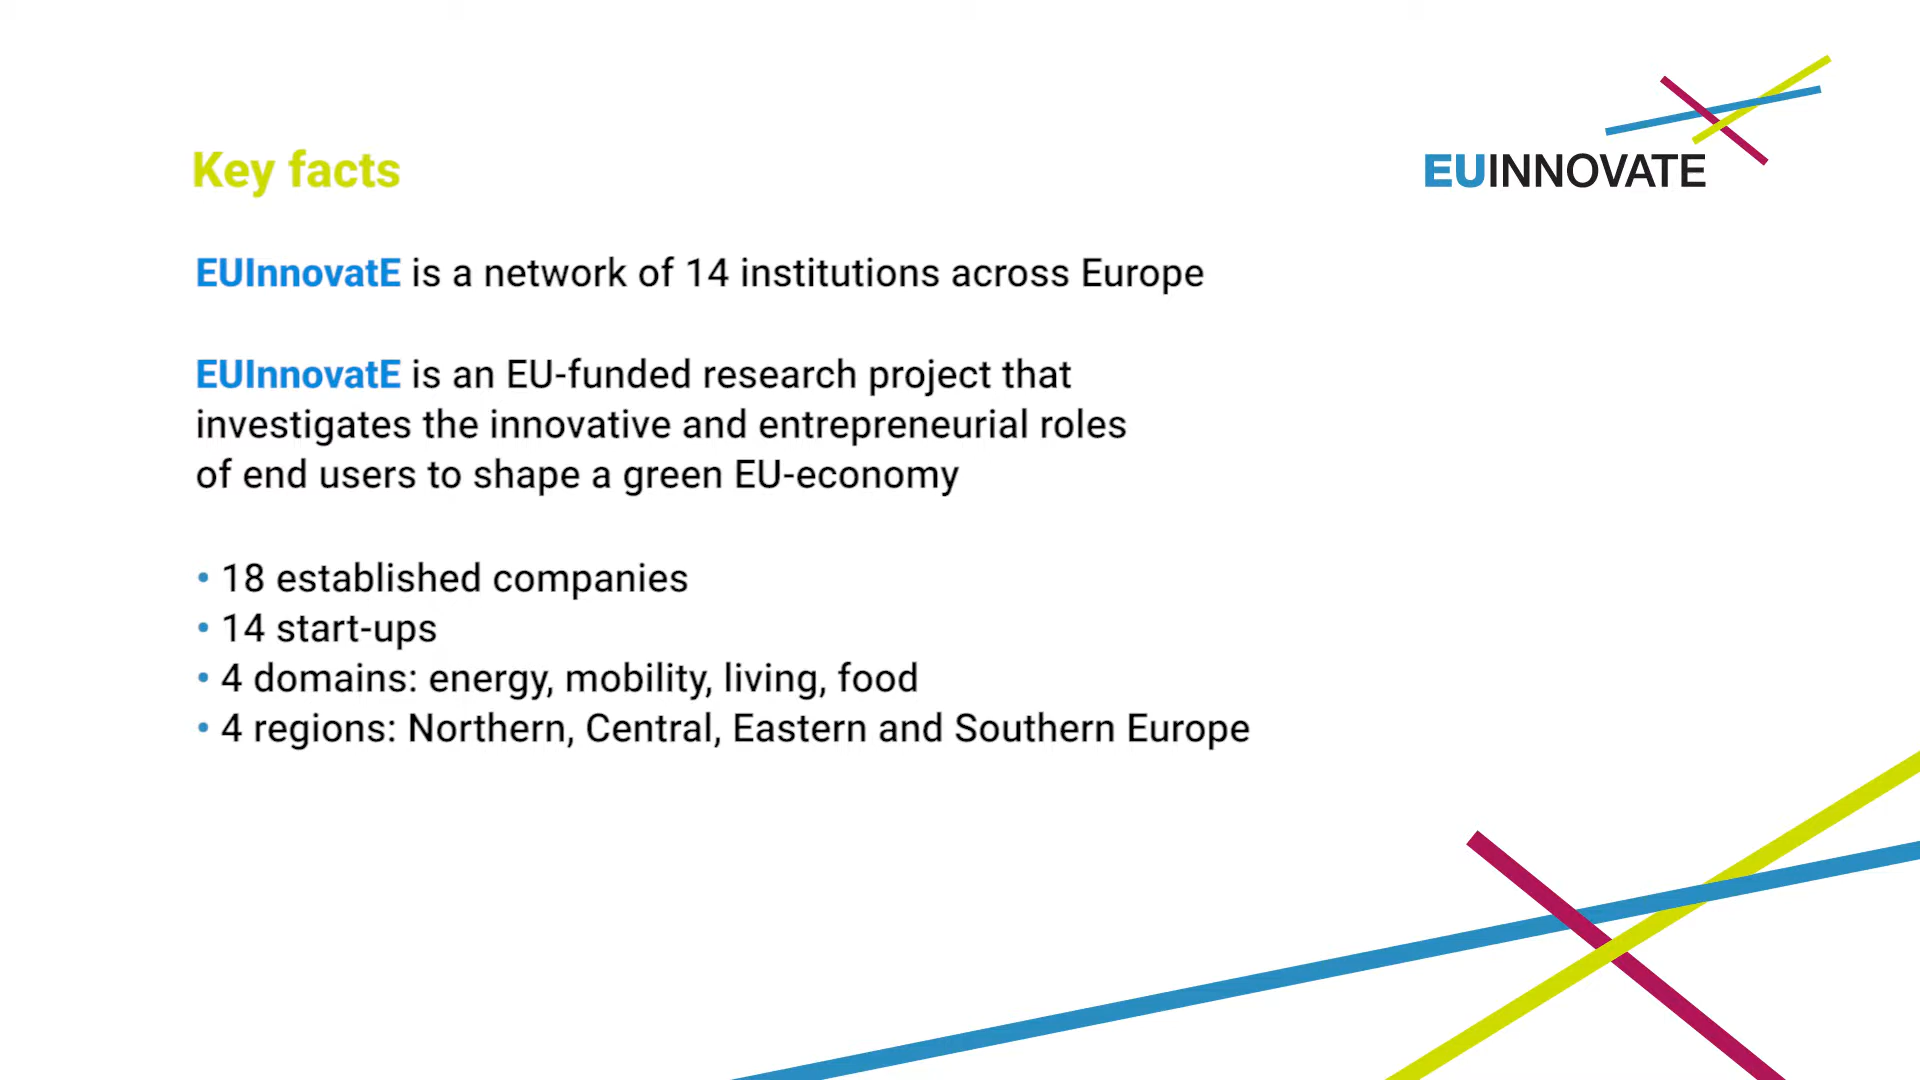 EUINNOVATE
Key facts
EUInnovatE is a network of 14 institutions across Europe
EUInnovatE is an EU-funded research project that
investigates the innovative and entrepreneurial roles
of end users to shape a green EU-economy
• 18 established companies
• 14 start-ups
• 4 domains: energy, mobility, living, food
• 4 regions: Northern, Central, Eastern and Southern Europe